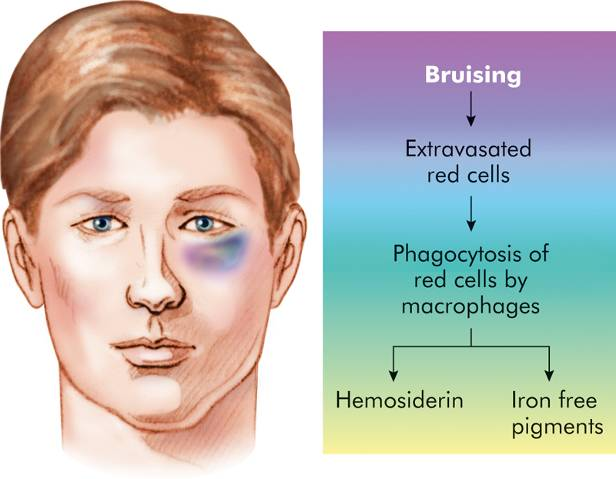 Bruising
Extravasated
red cells
Phagocytosis of
red cells by
macrophages
Hemosiderin
Iron free
pigments